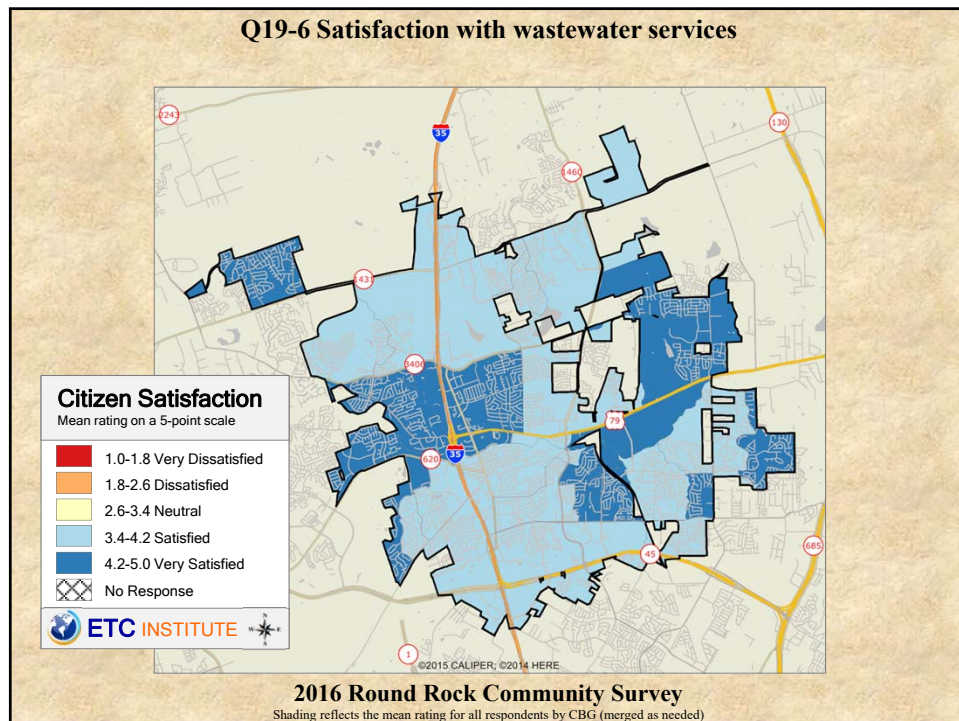 Q19-6 Satisfaction with wastewater services
2243
35
130
1460
1431
3406
79
620
35
45
685
1
Citizen Satisfaction
Mean rating on a 5-point scale
1.0-1.8 Very Dissatisfied
1.8-2.6 Dissatisfied
2.6-3.4 Neutral
3.4-4.2 Satisfied
4.2-5.0 Very Satisfied
No Response
ETC INSTITUTE
©2015 CALIPER; ©2014 HERE
2016 Round Rock Community Survey
Shading reflects the mean rating for all respondents by CBG (merged as needed)